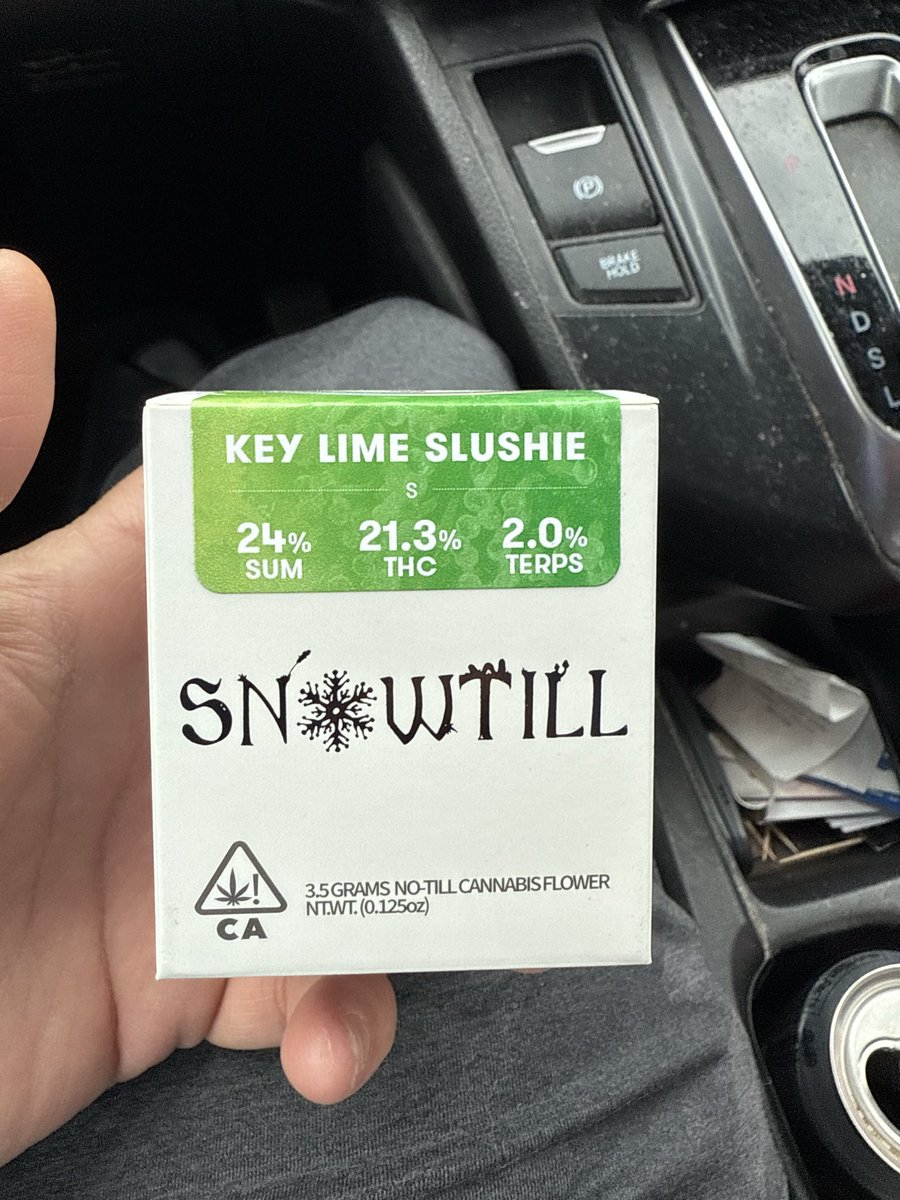 P
BRAKE
HOLD
P
N
D
S
L
KEY LIME SLUSHIE
S
24% 21.3% 2.0%
SUM THC TERPS
SNOWTILL
CA
3.5 GRAMS NO-TILL CANNABIS FLOWER
NT.WT. (0.125oz)